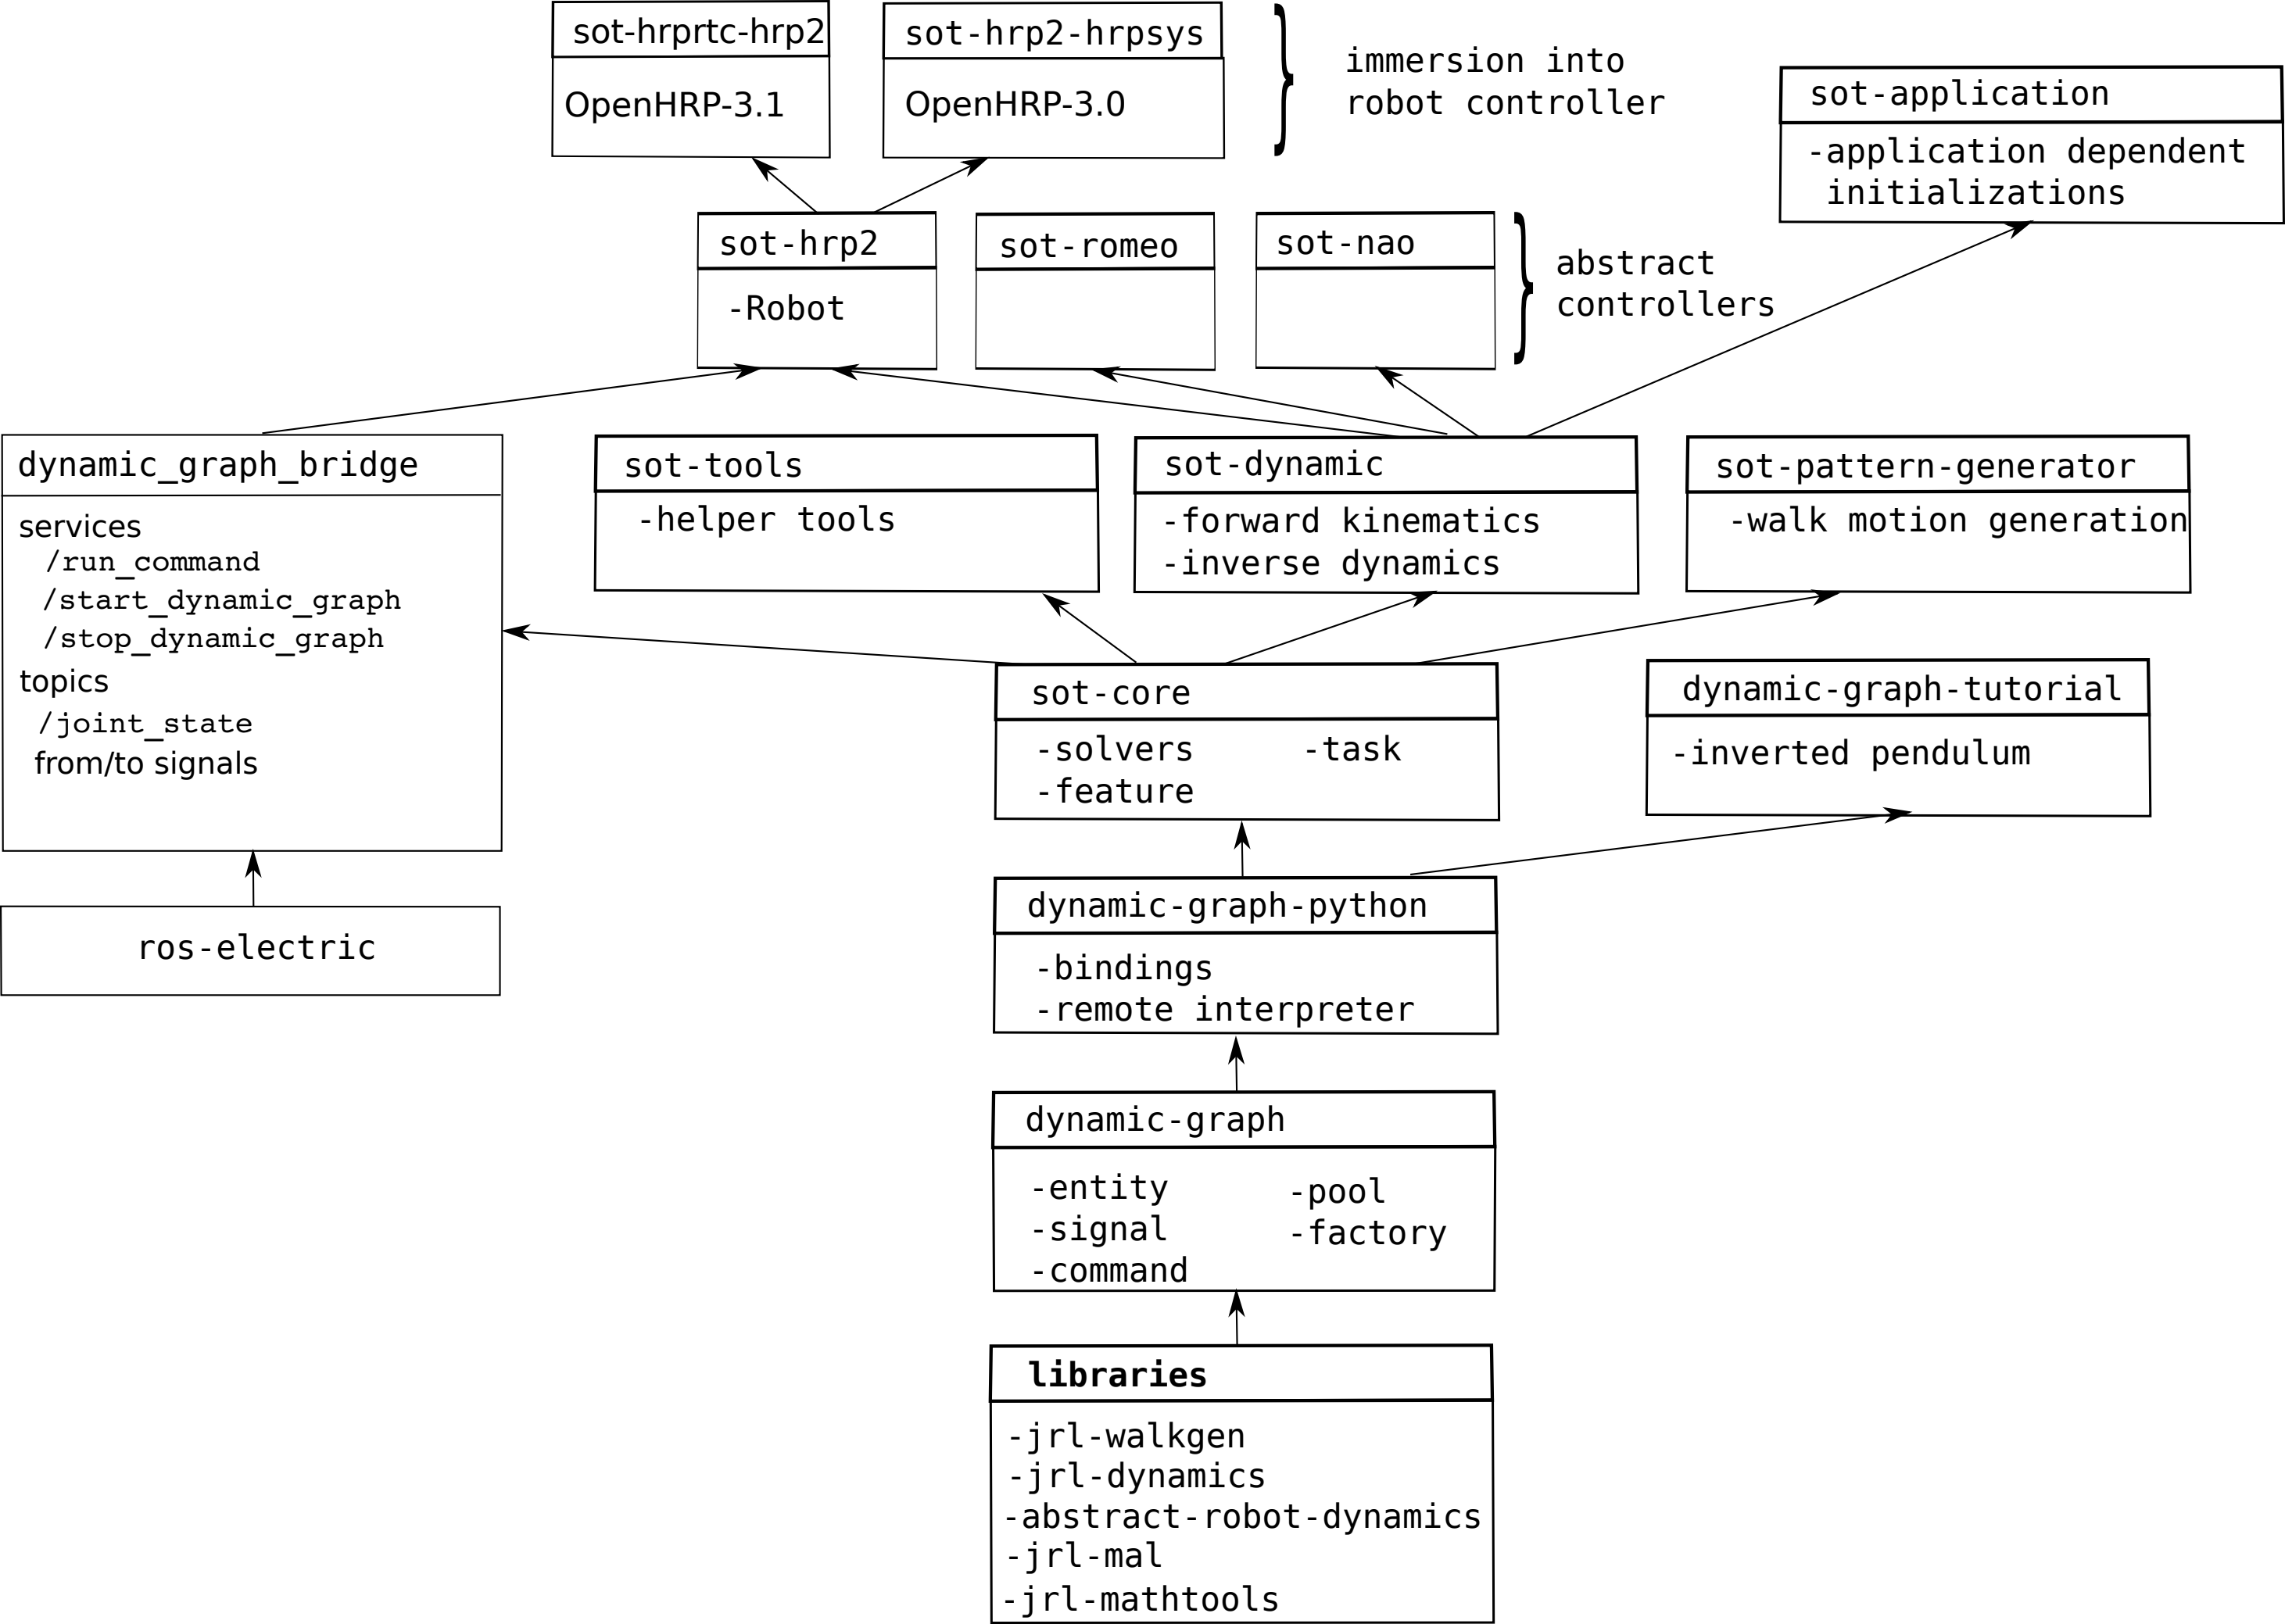 sot-hrprtc-hrp2
OpenHRP-3.1
sot-hrp2-hrpsys
OpenHRP-3.0
immersion into
robot controller
sot-application
-application dependent
initializations
sot-hrp2
-Robot
sot-romeo
sot-nao
abstract
controllers
dynamic_graph_bridge
services
/run_command
/start_dynamic_graph
/stop_dynamic_graph
topics
/joint_state
from/to signals
sot-tools
-helper tools
sot-dynamic
-forward kinematics
-inverse dynamics
sot-pattern-generator
-walk motion generation
sot-core
-solvers -task
-feature
dynamic-graph-tutorial
-inverted pendulum
ros-electric
dynamic-graph-python
-bindings
-remote interpreter
dynamic-graph
-entity -pool
-signal -factory
-command
libraries
-jrl-walkgen
-jrl-dynamics
-abstract-robot-dynamics
-jrl-mal
-jrl-mathtools